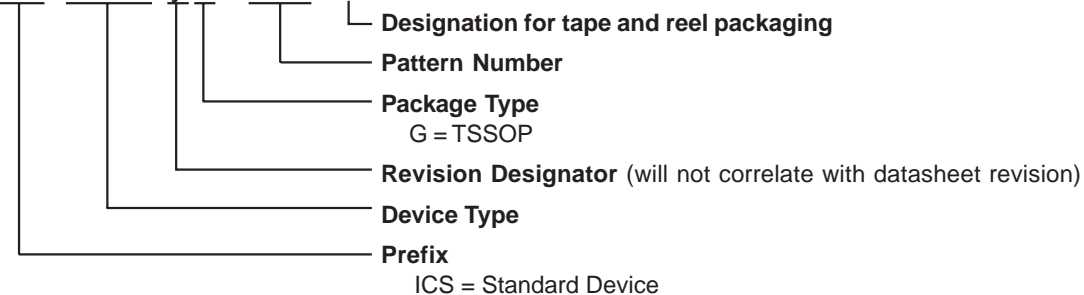 Designation for tape and reel packaging
Pattern Number
Package Type
G = TSSOP
Revision Designator (will not correlate with datasheet revision)
Device Type
Prefix
ICS = Standard Device